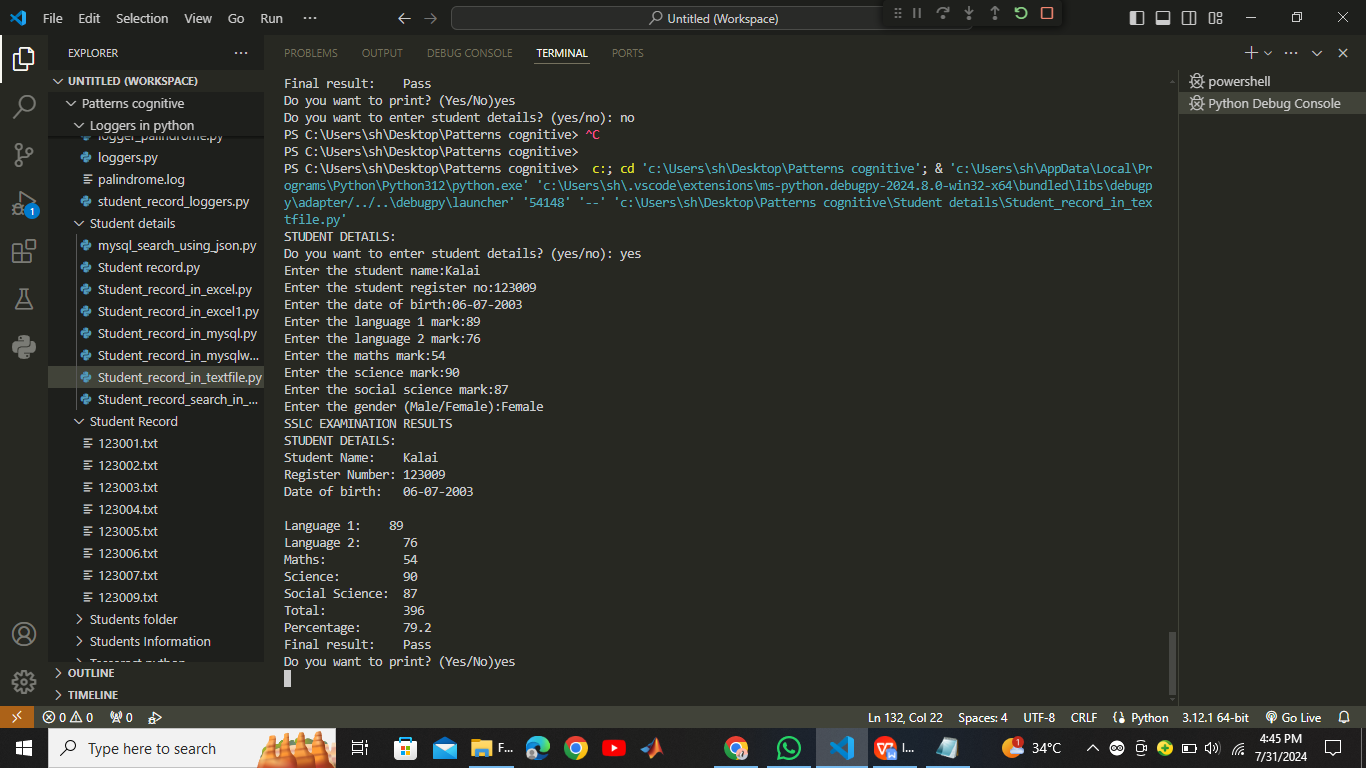 File Edit Selection View Go Run ··· Untitled (Workspace)
EXPLORER ···
UNTITLED (WORKSPACE)
Patterns cognitive
Loggers in python
logger_palindrome.py
loggers.py
palindrome.log
student_record_loggers.py
Student details
mysql_search_using_json.py
Student record.py
Student_record_in_excel.py
Student_record_in_excel1.py
Student_record_in_mysql.py
Student_record_in_mysqlw...
Student_record_in_textfile.py
Student_record_search_in_...
Student Record
123001.txt
123002.txt
123003.txt
123004.txt
123005.txt
123006.txt
123007.txt
123009.txt
Students folder
Students Information
OUTLINE
TIMELINE
1
PROBLEMS OUTPUT DEBUG CONSOLE TERMINAL PORTS
Final result: Pass
Do you want to print? (Yes/No)yes
Do you want to enter student details? (yes/no): no
PS C:\Users\sh\Desktop\Patterns cognitive> ^C
PS C:\Users\sh\Desktop\Patterns cognitive>
PS C:\Users\sh\Desktop\Patterns cognitive> c:; cd 'c:\Users\sh\Desktop\Patterns cognitive'; & 'c:\Users\sh\AppData\Local\Pr
ograms\Python\Python312\python.exe' 'c:\Users\sh\.vscode\extensions\ms-python.debugpy-2024.8.0-win32-x64\bundled\libs\debugp
y\adapter/../..\debugpy\launcher' '54148' '--' 'c:\Users\sh\Desktop\Patterns cognitive\Student details\Student_record_in_tex
tfile.py'
STUDENT DETAILS:
Do you want to enter student details? (yes/no): yes
Enter the student name:Kalai
Enter the student register no:123009
Enter the date of birth:06-07-2003
Enter the language 1 mark:89
Enter the language 2 mark:76
Enter the maths mark:54
Enter the science mark:90
Enter the social science mark:87
Enter the gender (Male/Female):Female
SSLC EXAMINATION RESULTS
STUDENT DETAILS:
Student Name: Kalai
Register Number: 123009
Date of birth: 06-07-2003
Language 1: 89
Language 2: 76
Maths: 54
Science: 90
Social Science: 87
Total: 396
Percentage: 79.2
Final result: Pass
Do you want to print? (Yes/No)yes
powershell
Python Debug Console
0 0 0 Ln 132, Col 22 Spaces: 4 UTF-8 CRLF Python 3.12.1 64-bit Go Live
Type here to search F... I... 1 34°C
4:45 PM
7/31/2024